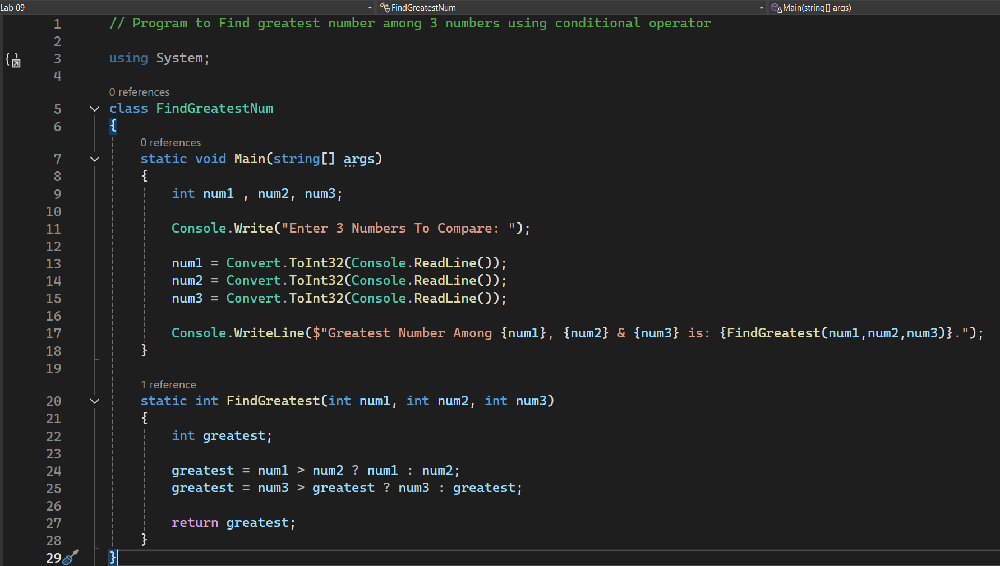 Lab 09 FindGreatestNum Main(string[] args)
1 // Program to Find greatest number among 3 numbers using conditional operator
2
3 using System;
4
0 references
5 class FindGreatestNum
6 {
0 references
7 static void Main(string[] args)
8 {
9 int num1 , num2, num3;
10
11 Console.Write("Enter 3 Numbers To Compare: ");
12
13 num1 = Convert.ToInt32(Console.ReadLine());
14 num2 = Convert.ToInt32(Console.ReadLine());
15 num3 = Convert.ToInt32(Console.ReadLine());
16
17 Console.WriteLine($"Greatest Number Among {num1}, {num2} & {num3} is: {FindGreatest(num1,num2,num3)}.");
18 }
19
1 reference
20 static int FindGreatest(int num1, int num2, int num3)
21 {
22 int greatest;
23
24 greatest = num1 > num2 ? num1 : num2;
25 greatest = num3 > greatest ? num3 : greatest;
26
27 return greatest;
28 }
29 }